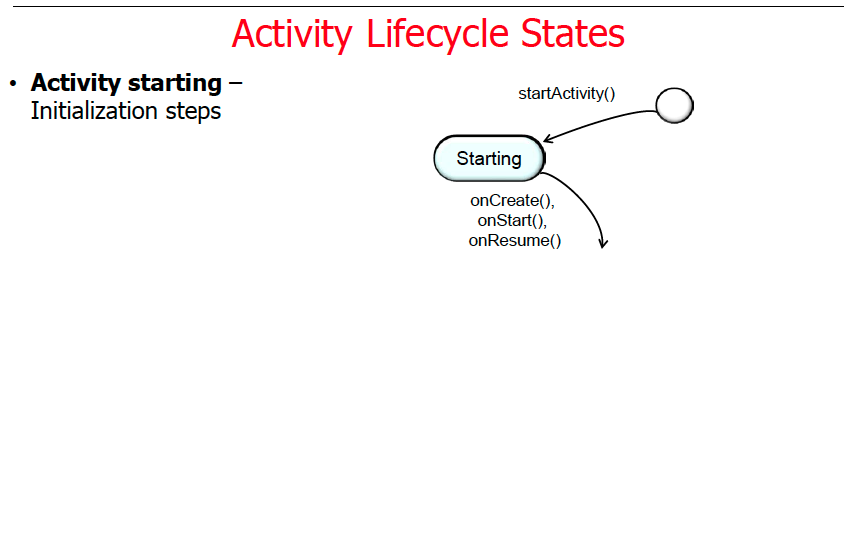 Activity Lifecycle States
• Activity starting –
Initialization steps
startActivity()
Starting
onCreate(),
onStart(),
onResume()